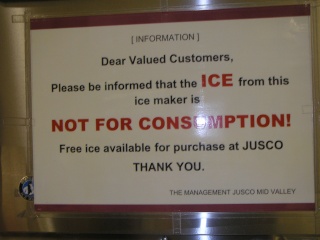 [ INFORMATION ]
Dear Valued Customers,
Please be informed that the ICE from this
ice maker is
NOT FOR CONSUMPTION!
Free ice available for purchase at JUSCO
THANK YOU.
THE MANAGEMENT JUSCO MID VALLEY